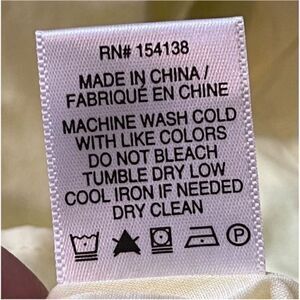 RN# 154138
MADE IN CHINA /
FABRIQUÉ EN CHINE
MACHINE WASH COLD
WITH LIKE COLORS
DO NOT BLEACH
TUMBLE DRY LOW
COOL IRON IF NEEDED
DRY CLEAN
P